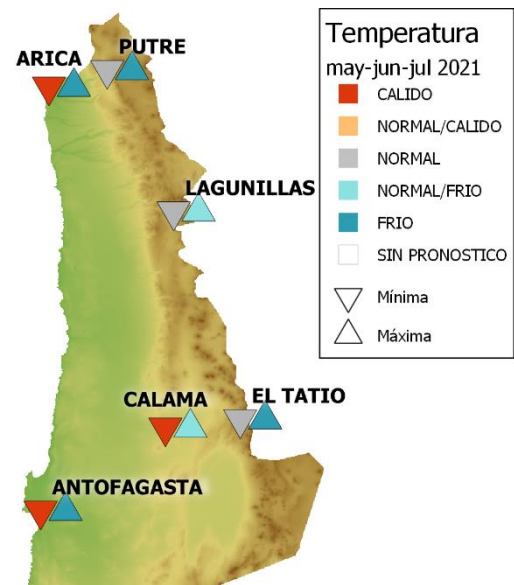 ARICA
PUTRE
LAGUNILLAS
CALAMA
EL TATIO
ANTOFAGASTA
Temperatura
may-jun-jul 2021
CALIDO
NORMAL/CALIDO
NORMAL
NORMAL/FRIO
FRIO
SIN PRONOSTICO
Mínima
Máxima